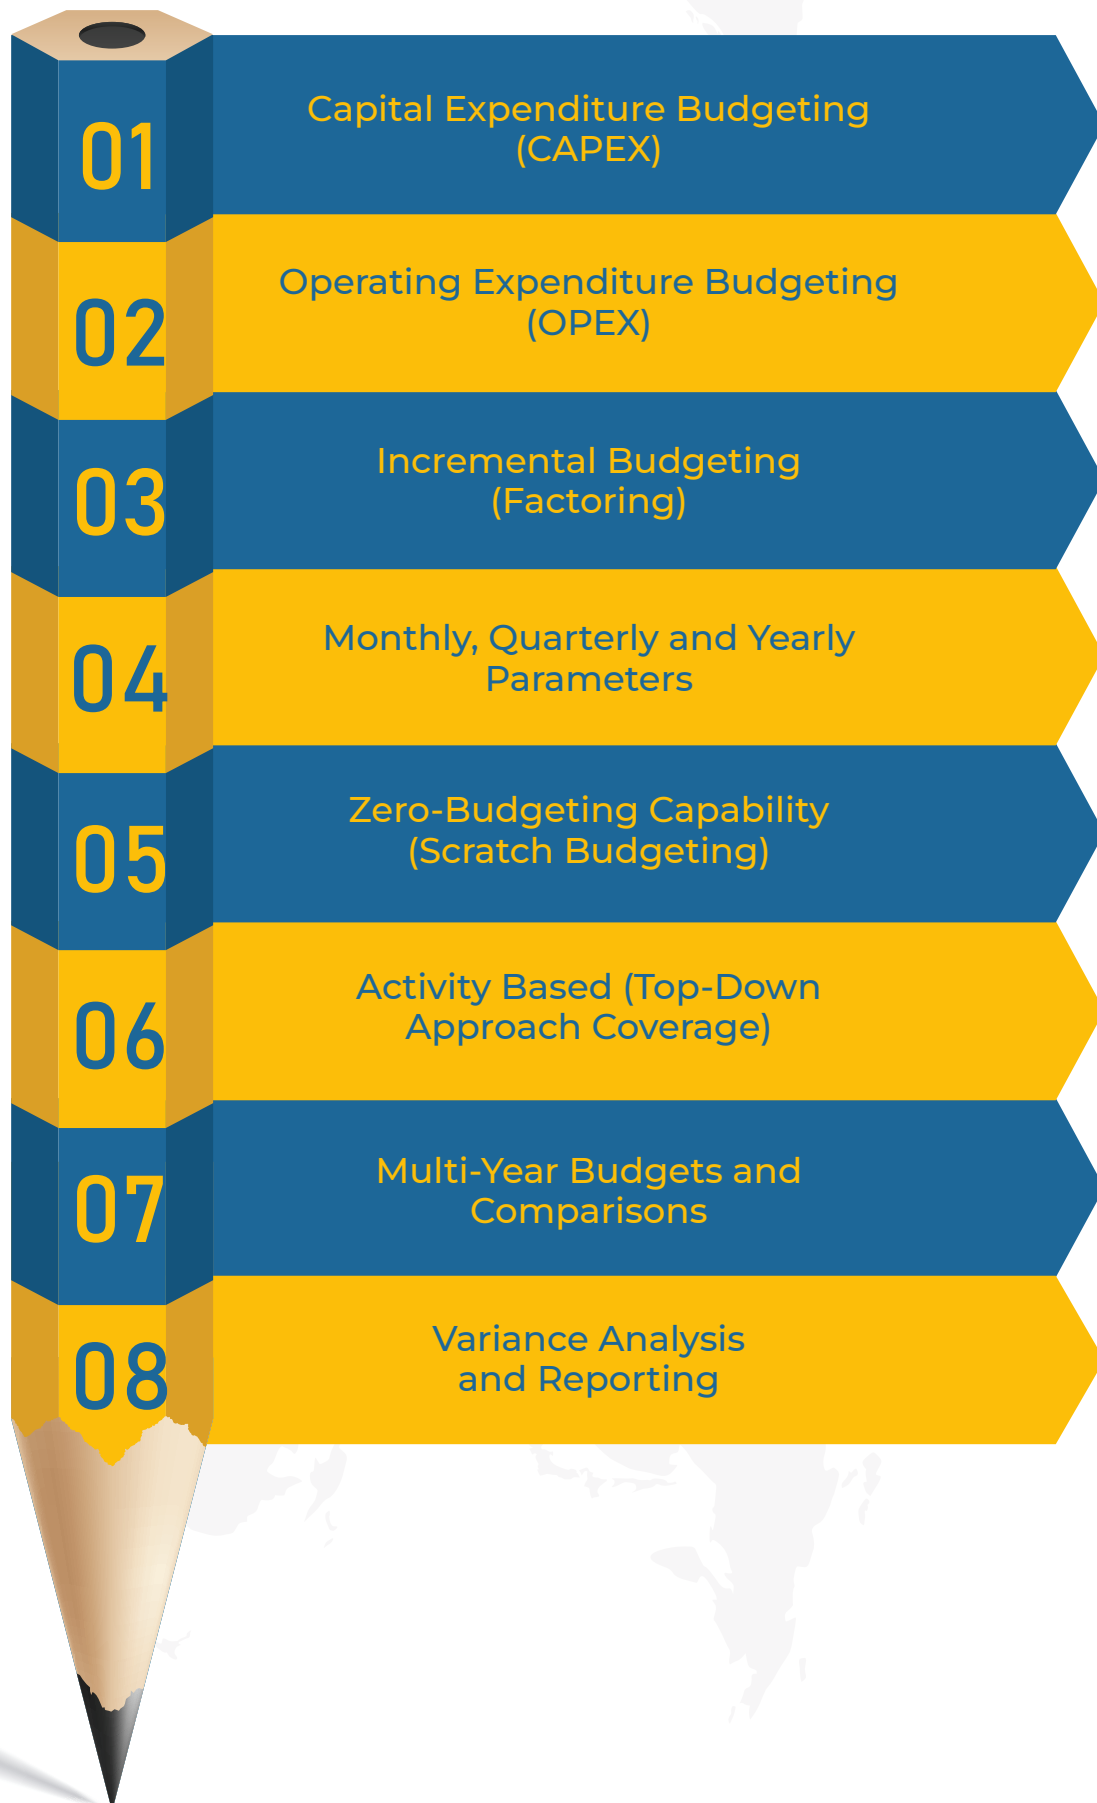 01
Capital Expenditure Budgeting
(CAPEX)
02
Operating Expenditure Budgeting
(OPEX)
03
Incremental Budgeting
(Factoring)
04
Monthly, Quarterly and Yearly
Parameters
05
Zero-Budgeting Capability
(Scratch Budgeting)
06
Activity Based (Top-Down
Approach Coverage)
07
Multi-Year Budgets and
Comparisons
08
Variance Analysis
and Reporting